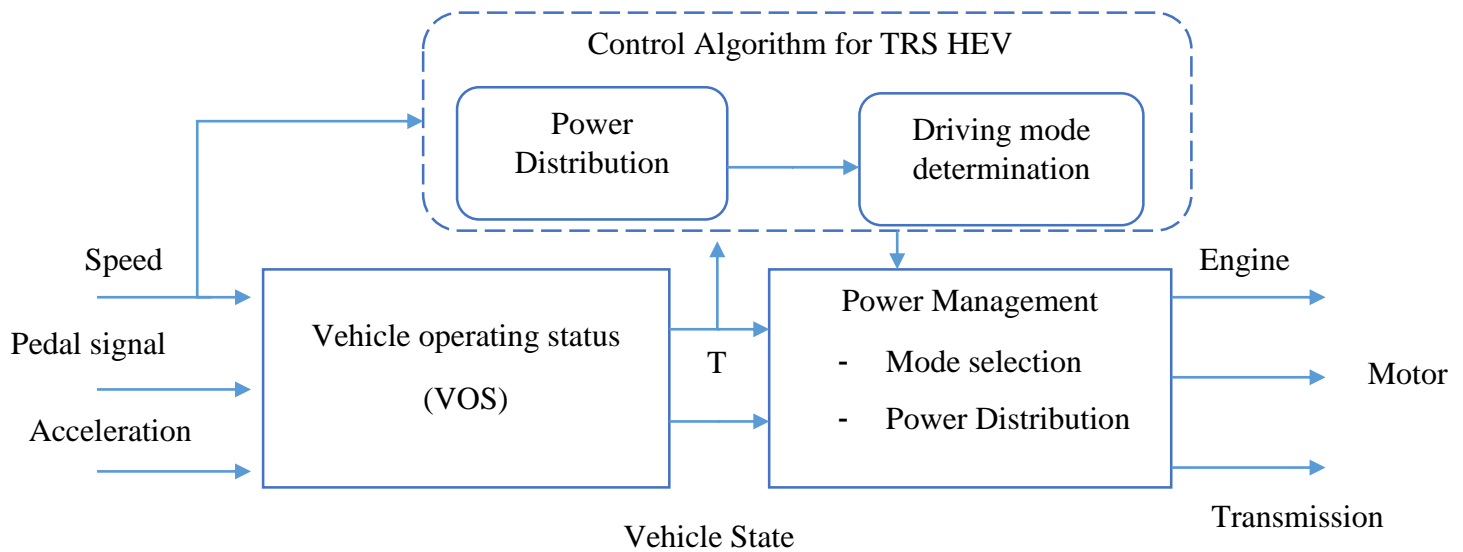 Control Algorithm for TRS HEV
Power
Distribution
Driving mode
determination
Speed
Pedal signal
Acceleration
Vehicle operating status
(VOS)
T
Vehicle State
Power Management
- Mode selection
- Power Distribution
Engine
Motor
Transmission